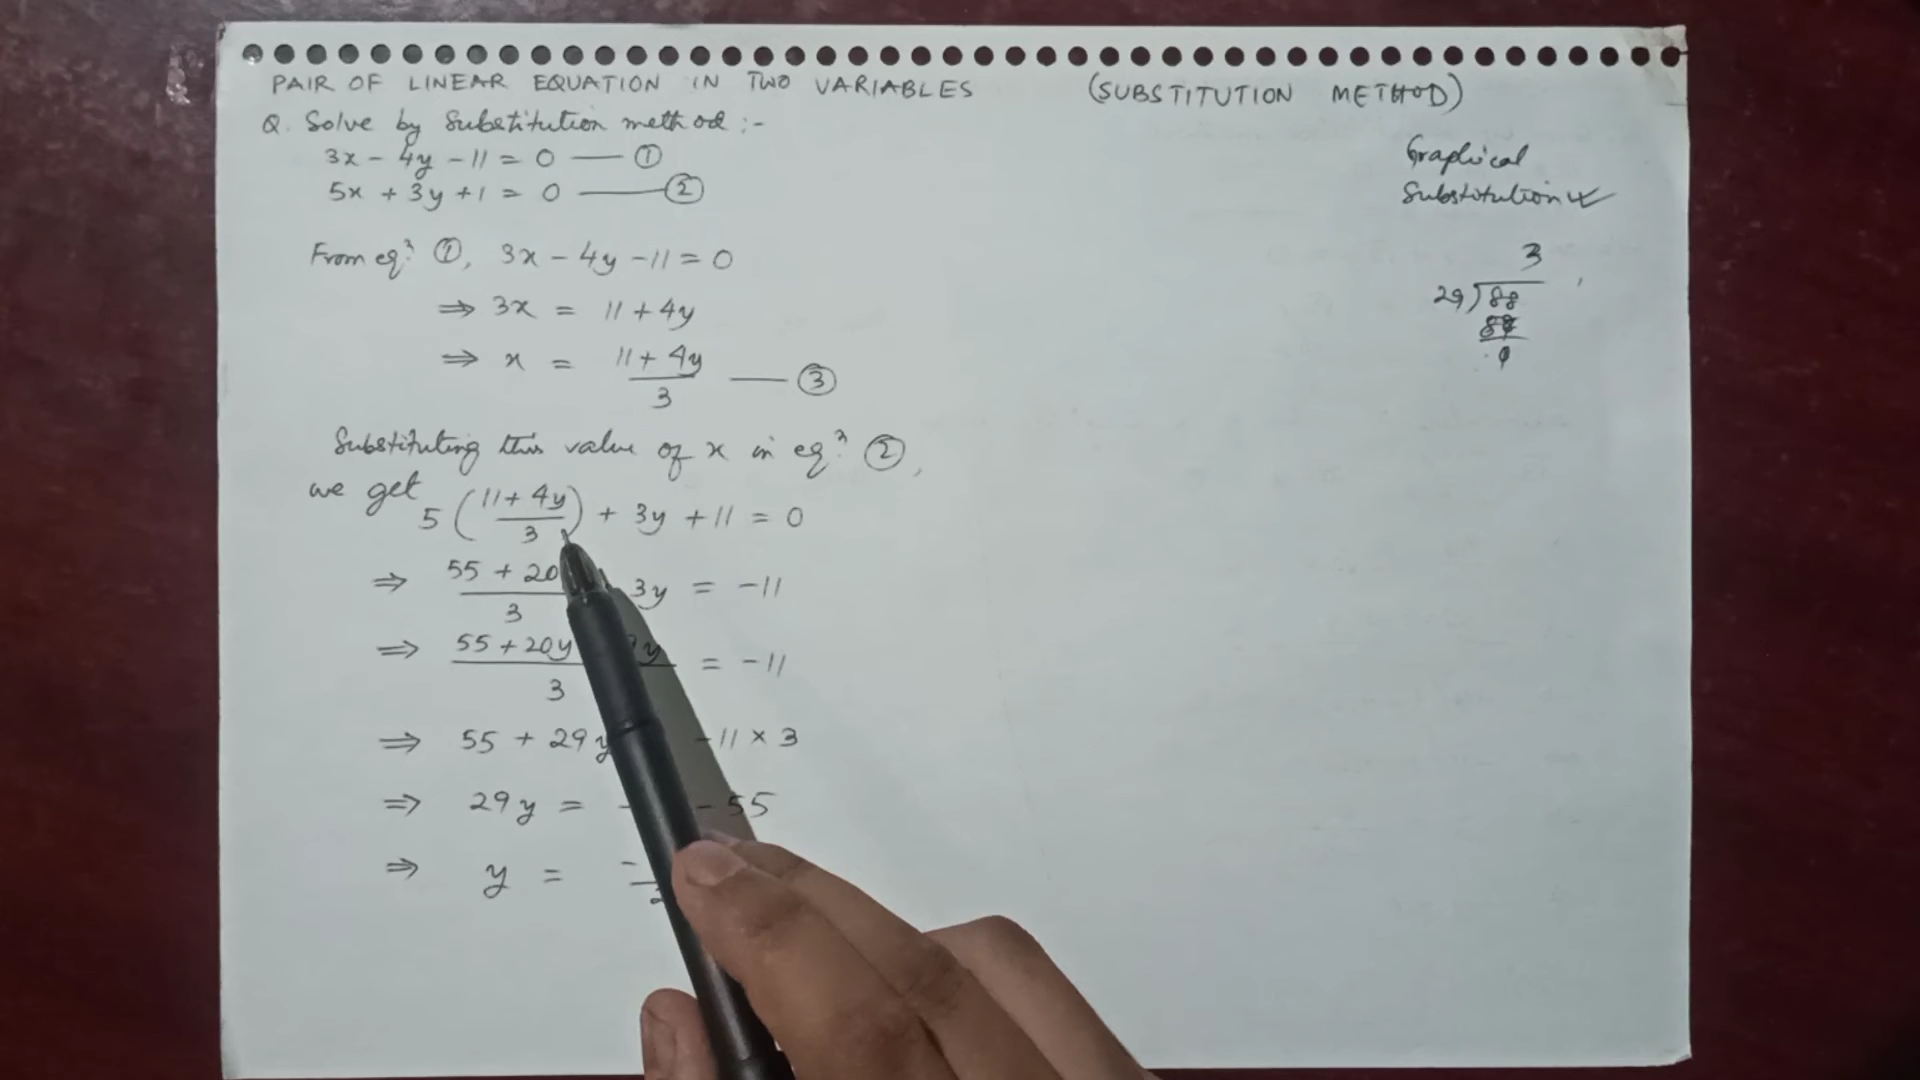 PAIR OF LINEAR EQUATION IN TWO VARIABLES (SUBSTITUTION METHOD)
Q. Solve by Substitution method :-
3x - 4y - 11 = 0 — ①
5x + 3y + 1 = 0 — ②
From eqⁿ ①, 3x - 4y - 11 = 0
⇒ 3x = 11 + 4y
⇒ x = (11 + 4y)/3 — ③
Substituting this value of x in eqⁿ ②,
we get
5 ((11 + 4y)/3) + 3y + 11 = 0
⇒ (55 + 20)/3 3y = -11
⇒ (55 + 20y 9y)/3 = -11
⇒ 55 + 29y -11 × 3
⇒ 29y = - - 55
⇒ y = -
Graphical
Substitution ✓
3
29 ) 88
87